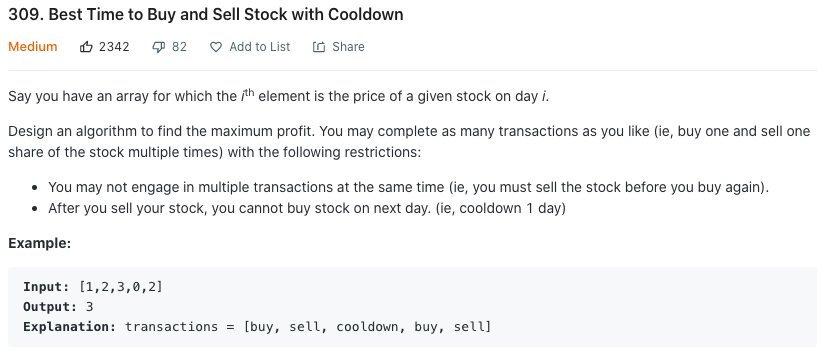 309. Best Time to Buy and Sell Stock with Cooldown
Medium 2342 82 Add to List Share
Say you have an array for which the ith element is the price of a given stock on day i.
Design an algorithm to find the maximum profit. You may complete as many transactions as you like (ie, buy one and sell one
share of the stock multiple times) with the following restrictions:
• You may not engage in multiple transactions at the same time (ie, you must sell the stock before you buy again).
• After you sell your stock, you cannot buy stock on next day. (ie, cooldown 1 day)
Example:
Input: [1,2,3,0,2]
Output: 3
Explanation: transactions = [buy, sell, cooldown, buy, sell]